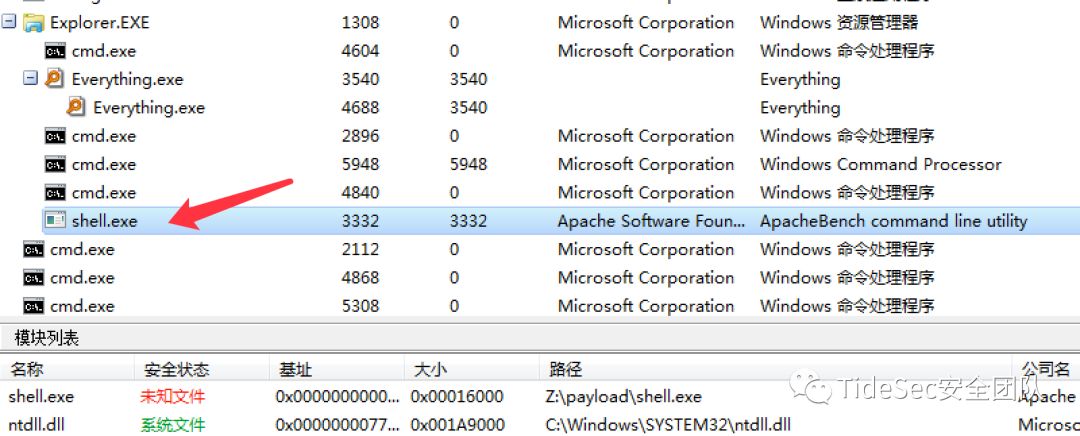 Explorer.EXE 1308 0 Microsoft Corporation Windows 资源管理器
cmd.exe 4604 0 Microsoft Corporation Windows 命令处理程序
Everything.exe 3540 3540 Everything
Everything.exe 4688 3540 Everything
cmd.exe 2896 0 Microsoft Corporation Windows 命令处理程序
cmd.exe 5948 5948 Microsoft Corporation Windows Command Processor
cmd.exe 4840 0 Microsoft Corporation Windows 命令处理程序
shell.exe 3332 3332 Apache Software Foun... ApacheBench command line utility
cmd.exe 2112 0 Microsoft Corporation Windows 命令处理程序
cmd.exe 4868 0 Microsoft Corporation Windows 命令处理程序
cmd.exe 5308 0 Microsoft Corporation Windows 命令处理程序
模块列表
名称 安全状态 基址 大小 路径 公司名
shell.exe 未知文件 0x0000000000... 0x00016000 Z:\payload\shell.exe Apache
ntdll.dll 系统文件 0x0000000077... 0x001A9000 C:\Windows\SYSTEM32\ntdll.dll Microso
TideSec安全团队